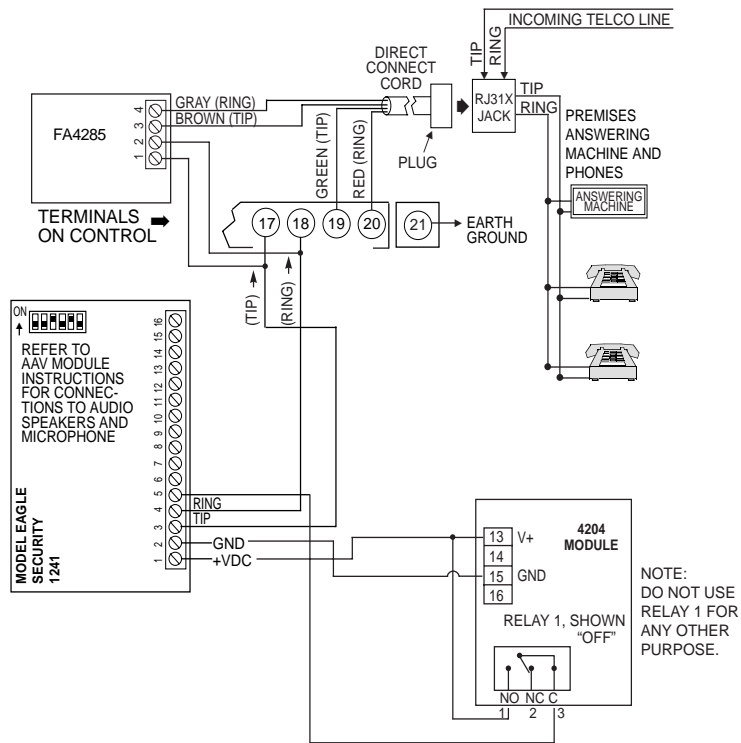 INCOMING TELCO LINE
TIP
RING
DIRECT
CONNECT
CORD
RJ31X
JACK
TIP
RING
PLUG
PREMISES
ANSWERING
MACHINE AND
PHONES
ANSWERING
MACHINE
FA4285
4
3
2
1
GRAY (RING)
BROWN (TIP)
GREEN (TIP)
RED (RING)
TERMINALS
ON CONTROL
17
18
19
20
21
EARTH
GROUND
(TIP)
(RING)
ON
REFER TO
AAV MODULE
INSTRUCTIONS
FOR CONNEC-
TIONS TO AUDIO
SPEAKERS AND
MICROPHONE
MODEL EAGLE
SECURITY
1241
16
15
14
13
12
11
10
9
8
7
6
5
4
3
2
1
RING
TIP
GND
+VDC
13
14
15
16
V+
GND
4204
MODULE
RELAY 1, SHOWN
“OFF”
NO NC C
1 2 3
NOTE:
DO NOT USE
RELAY 1 FOR
ANY OTHER
PURPOSE.